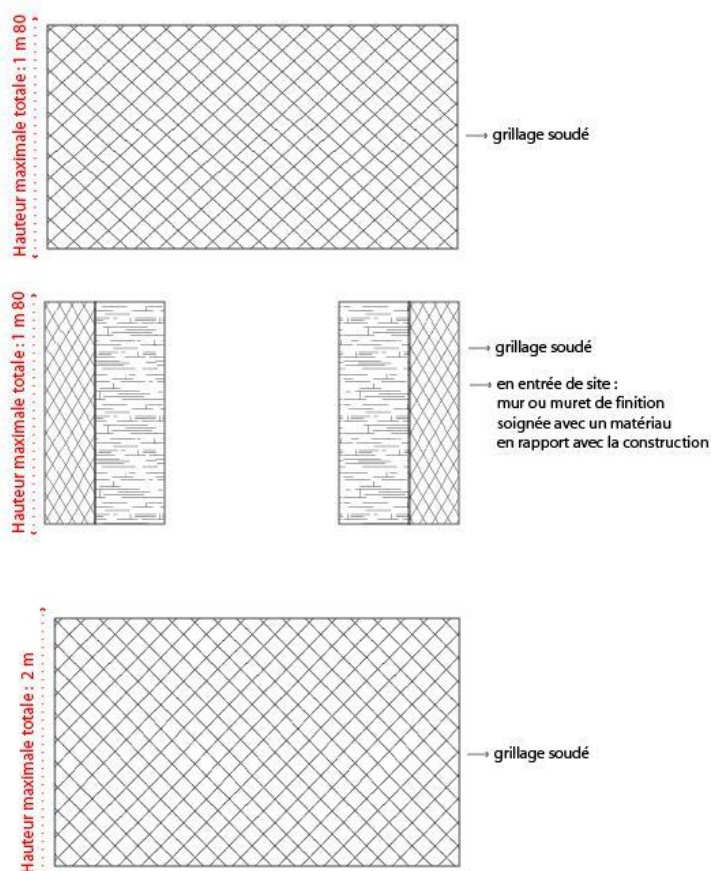 Hauteur maximale totale : 1 m 80
grillage soudé
Hauteur maximale totale : 1 m 80
grillage soudé
en entrée de site :
mur ou muret de finition
soignée avec un matériau
en rapport avec la construction
Hauteur maximale totale : 2 m
grillage soudé